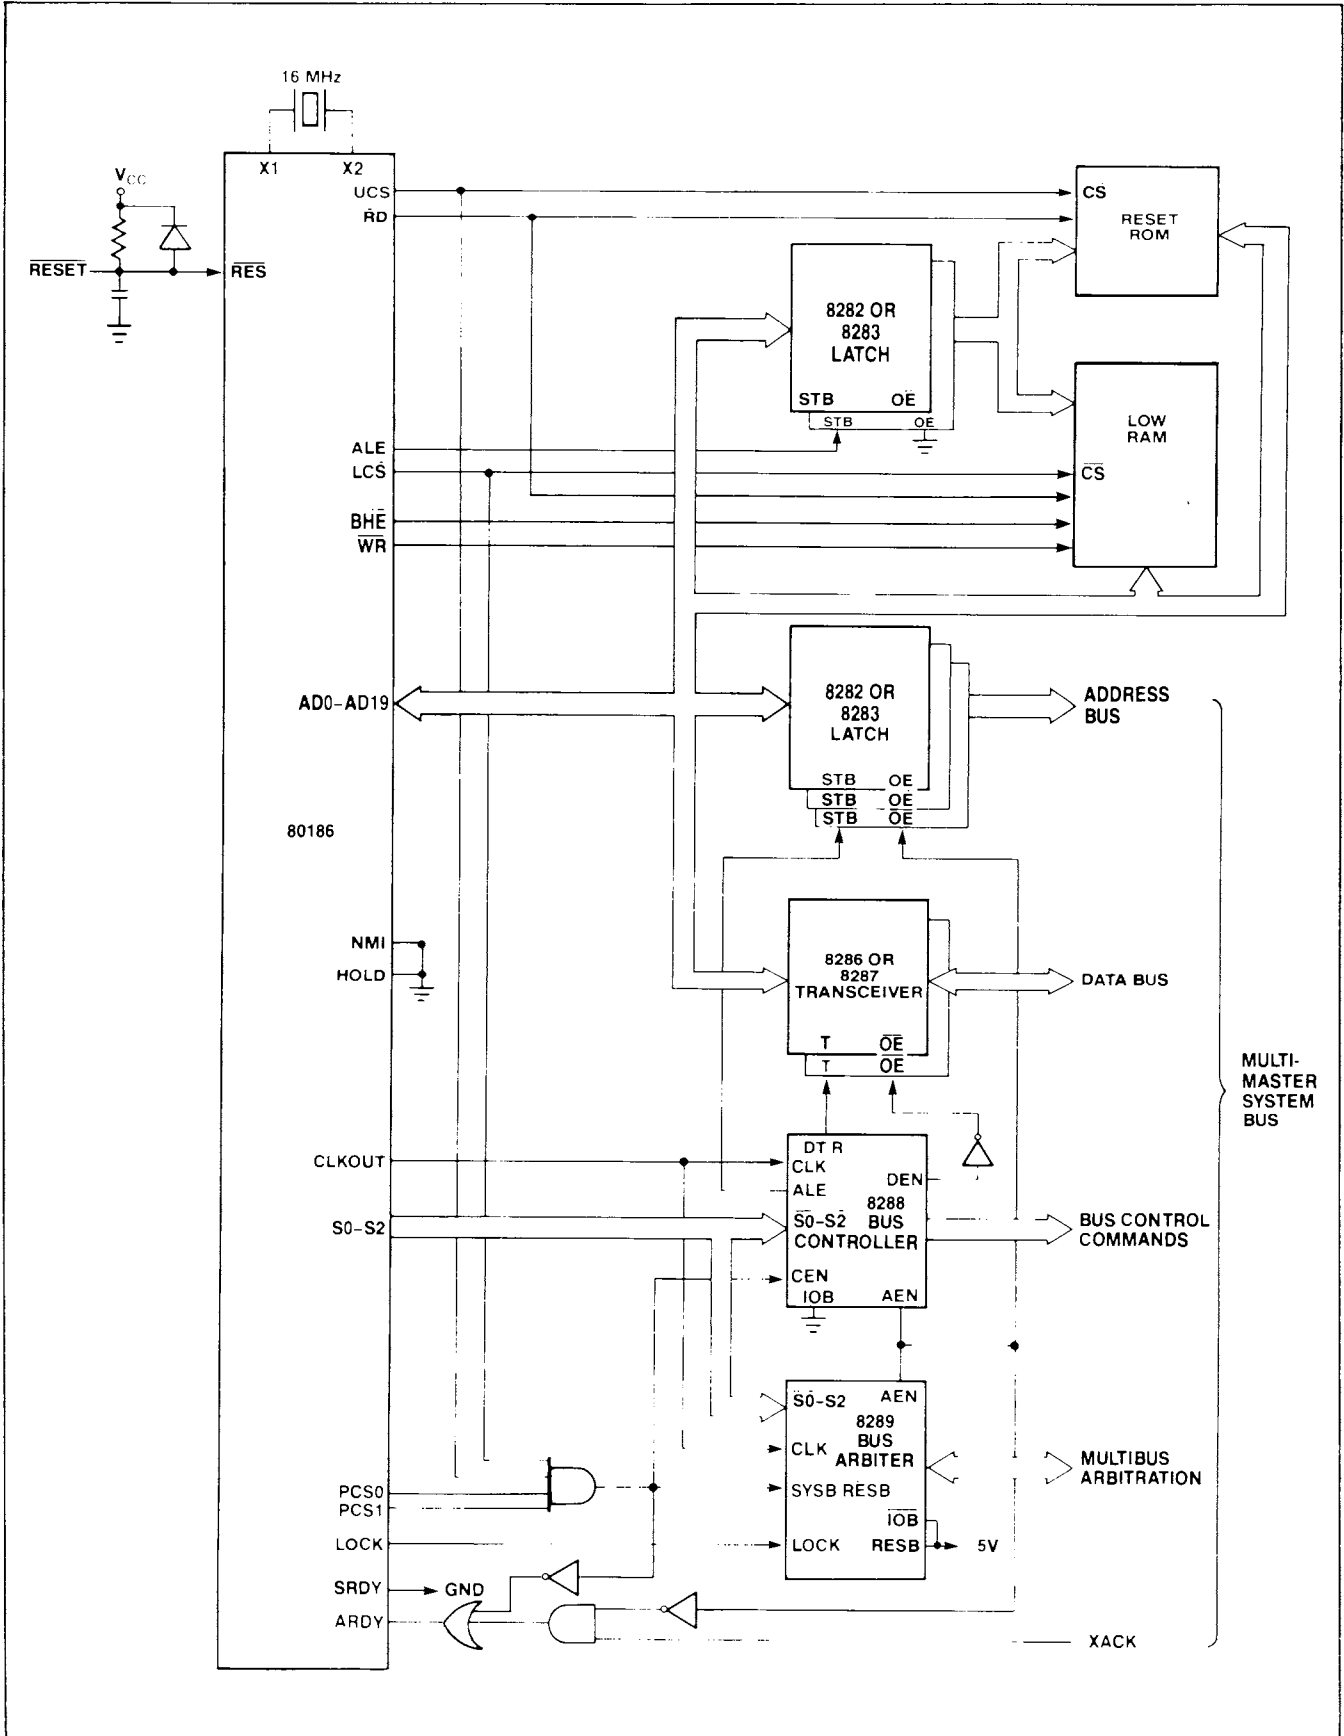 16 MHz
X1 X2
VCC
RESET
RES
UCS
RD
CS
RESET
ROM
8282 OR
8283
LATCH
STB OE
STB OE
LOW
RAM
CS
ALE
LCS
BHE
WR
AD0-AD19
8282 OR
8283
LATCH
STB OE
STB OE
STB OE
ADDRESS
BUS
80186
NMI
HOLD
8286 OR
8287
TRANSCEIVER
T OE
T OE
DATA BUS
MULTI-
MASTER
SYSTEM
BUS
CLKOUT
S0-S2
DT R
CLK
ALE
DEN
8288
S0-S2 BUS
CONTROLLER
CEN
IOB AEN
BUS CONTROL
COMMANDS
S0-S2 AEN
8289
BUS
CLK ARBITER
SYSB RESB
IOB
LOCK RESB
5V
MULTIBUS
ARBITRATION
PCS0
PCS1
LOCK
SRDY
GND
ARDY
XACK